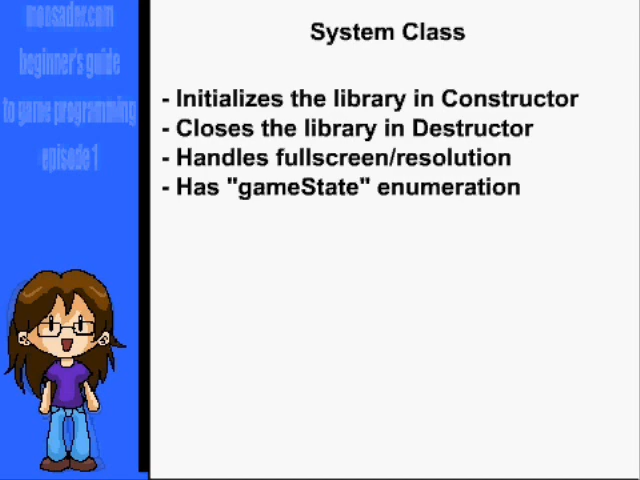 monsader.com
beginner's guide
to game programming
episode 1
System Class
- Initializes the library in Constructor
- Closes the library in Destructor
- Handles fullscreen/resolution
- Has "gameState" enumeration